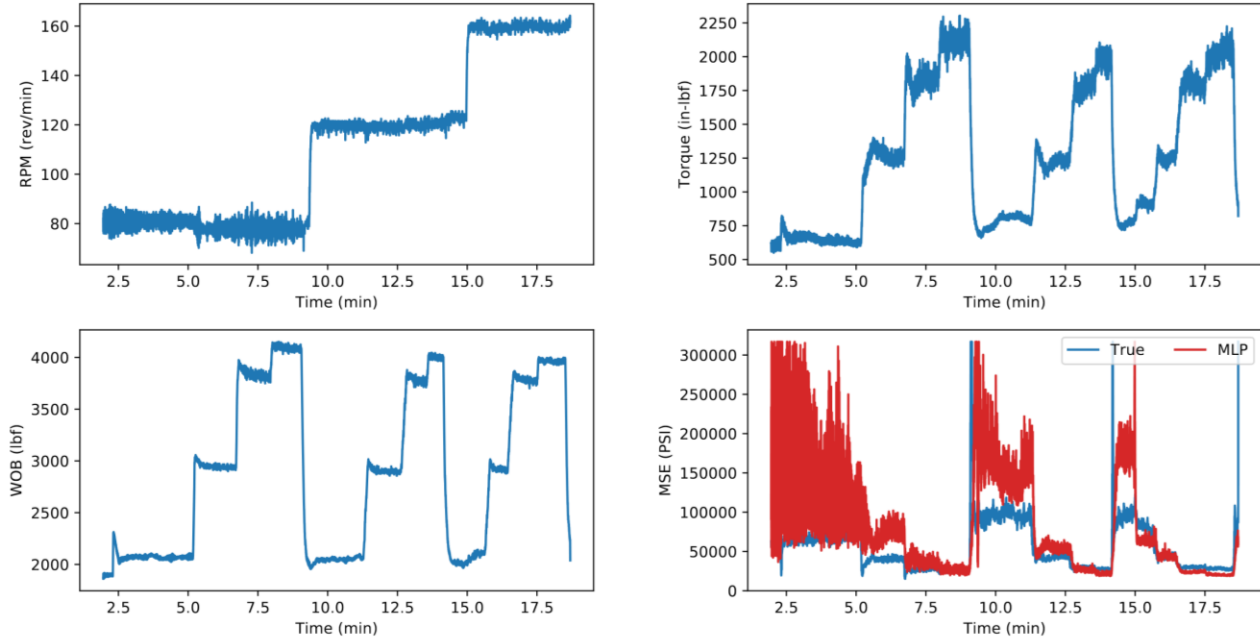 160
140
120
100
80
RPM (rev/min)
2.5 5.0 7.5 10.0 12.5 15.0 17.5
Time (min)
2250
2000
1750
1500
1250
1000
750
500
Torque (in-lbf)
2.5 5.0 7.5 10.0 12.5 15.0 17.5
Time (min)
4000
3500
3000
2500
2000
WOB (lbf)
2.5 5.0 7.5 10.0 12.5 15.0 17.5
Time (min)
300000
250000
200000
150000
100000
50000
0
MSE (PSI)
True MLP
2.5 5.0 7.5 10.0 12.5 15.0 17.5
Time (min)